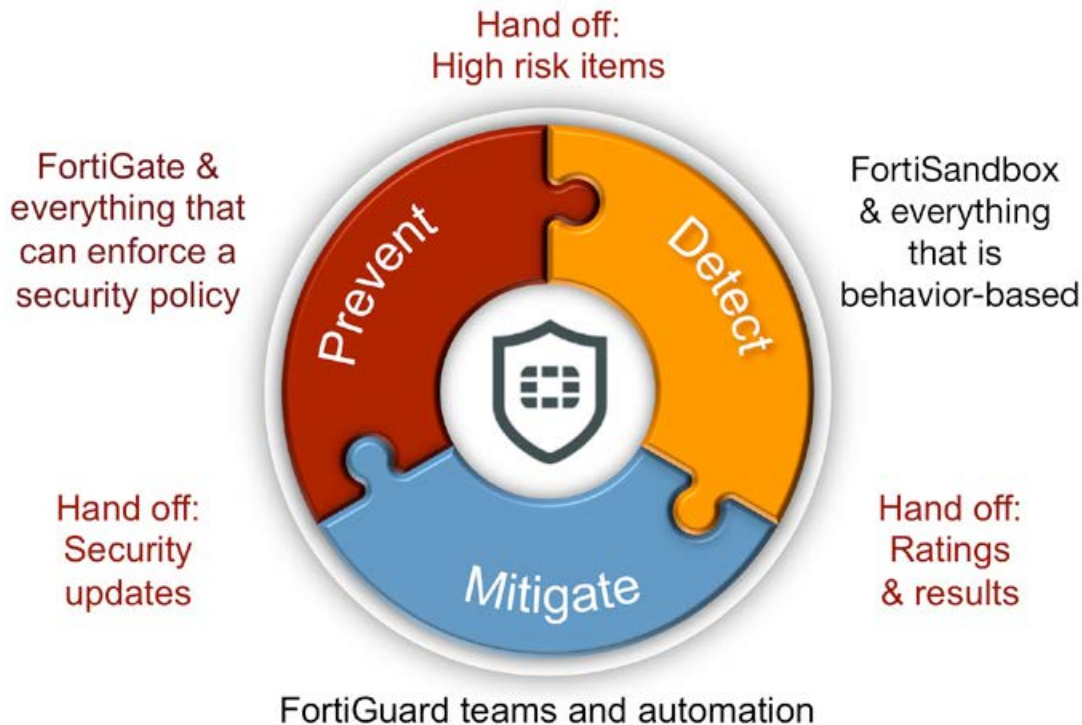 Hand off:
High risk items
FortiGate &
everything that
can enforce a
security policy
Prevent
Detect
FortiSandbox
& everything
that is
behavior-based
Hand off:
Security
updates
Mitigate
Hand off:
Ratings
& results
FortiGuard teams and automation